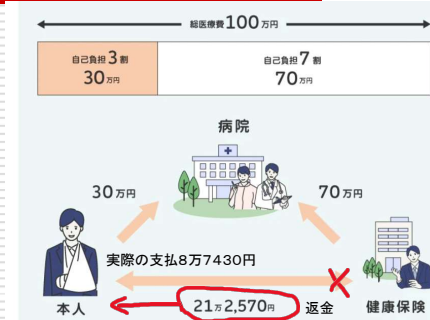 総医療費100万円
自己負担3割
30万円
自己負担7割
70万円
病院
30万円
70万円
実際の支払8万7430円
本人
21万2,570円
返金
健康保険